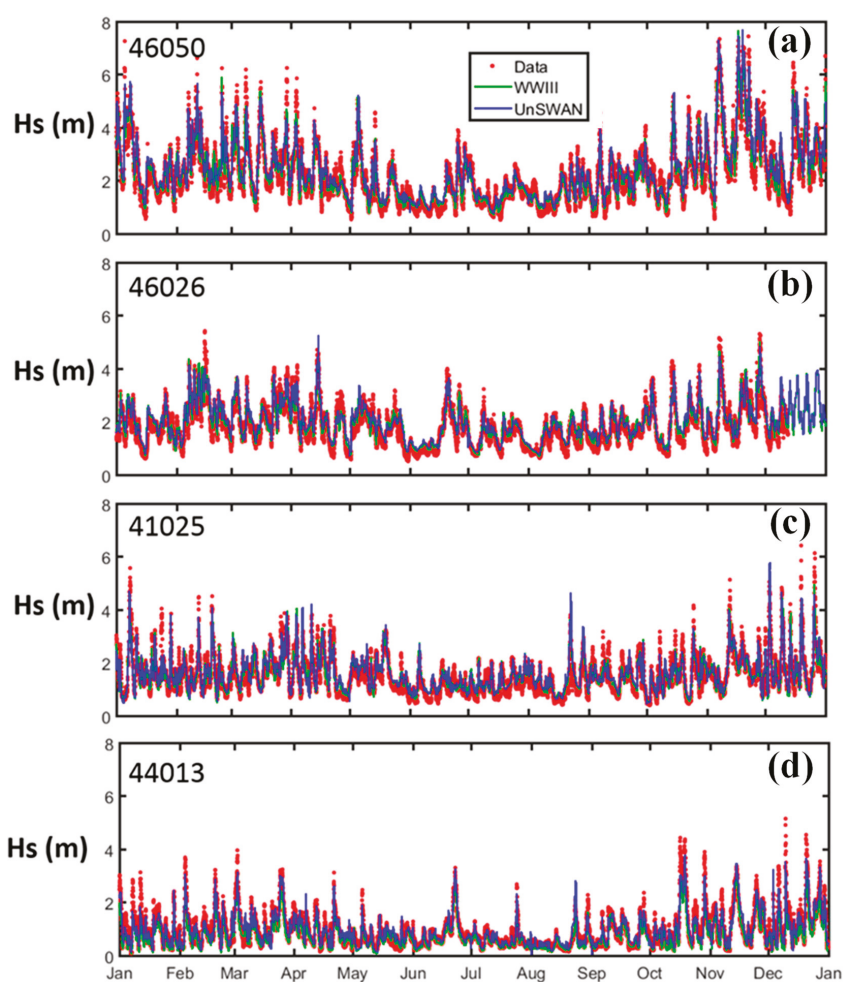 8
46050
(a)
Data
WWIII
UnSWAN
6
Hs (m)
4
2
0
8
46026
(b)
6
Hs (m)
4
2
0
8
41025
(c)
6
Hs (m)
4
2
0
8
44013
(d)
6
Hs (m)
4
2
0
Jan Feb Mar Apr May Jun Jul Aug Sep Oct Nov Dec Jan